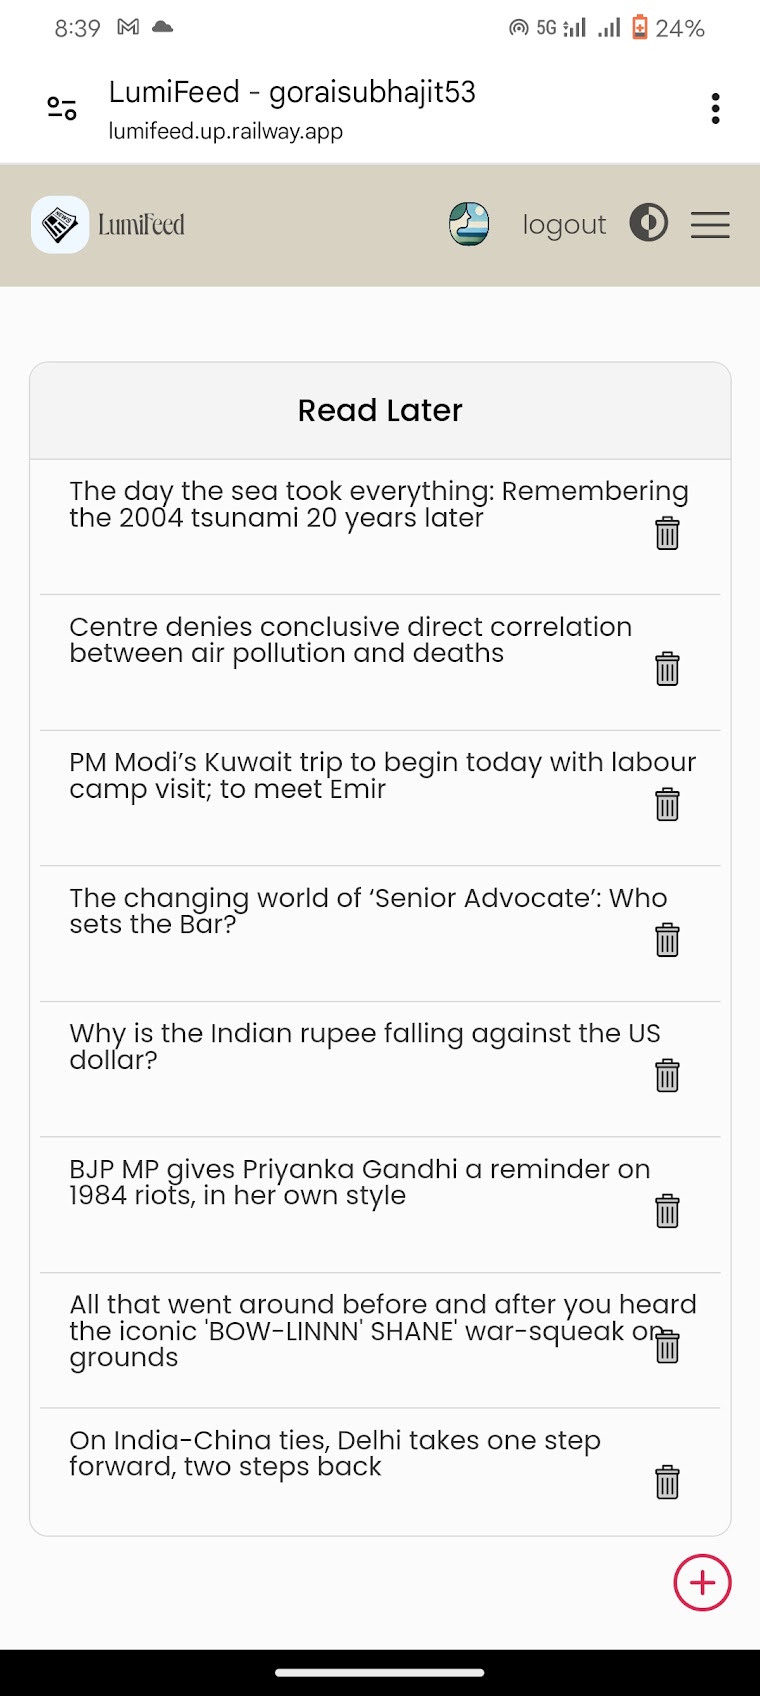 8:39 5G 24%
LumiFeed - goraisubhajit53
lumifeed.up.railway.app
NEWS LumiFeed logout
Read Later
The day the sea took everything: Remembering
the 2004 tsunami 20 years later
Centre denies conclusive direct correlation
between air pollution and deaths
PM Modi’s Kuwait trip to begin today with labour
camp visit; to meet Emir
The changing world of ‘Senior Advocate’: Who
sets the Bar?
Why is the Indian rupee falling against the US
dollar?
BJP MP gives Priyanka Gandhi a reminder on
1984 riots, in her own style
All that went around before and after you heard
the iconic 'BOW-LINNN' SHANE' war-squeak on
grounds
On India-China ties, Delhi takes one step
forward, two steps back